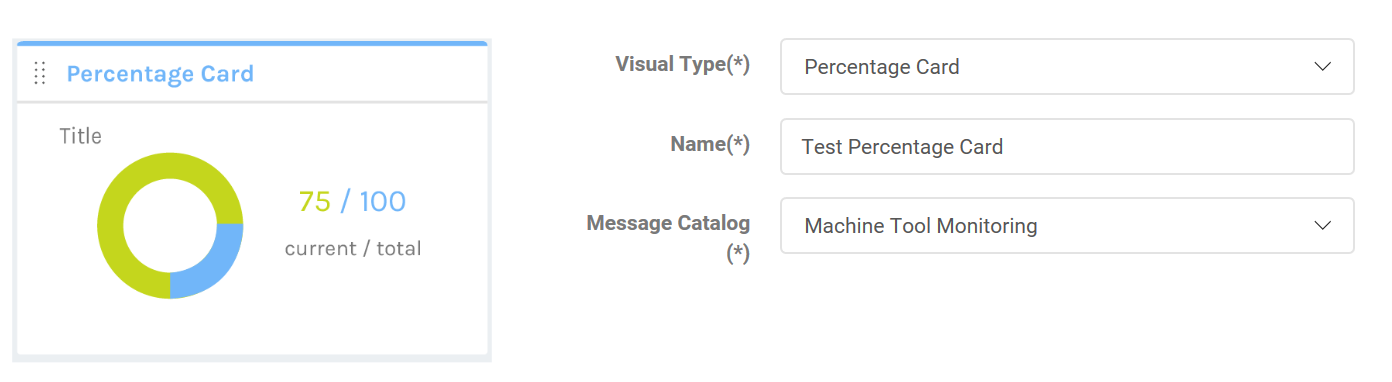 Percentage Card
Title
75 / 100
current / total
Visual Type(*)
Percentage Card
Name(*)
Test Percentage Card
Message Catalog
(*)
Machine Tool Monitoring